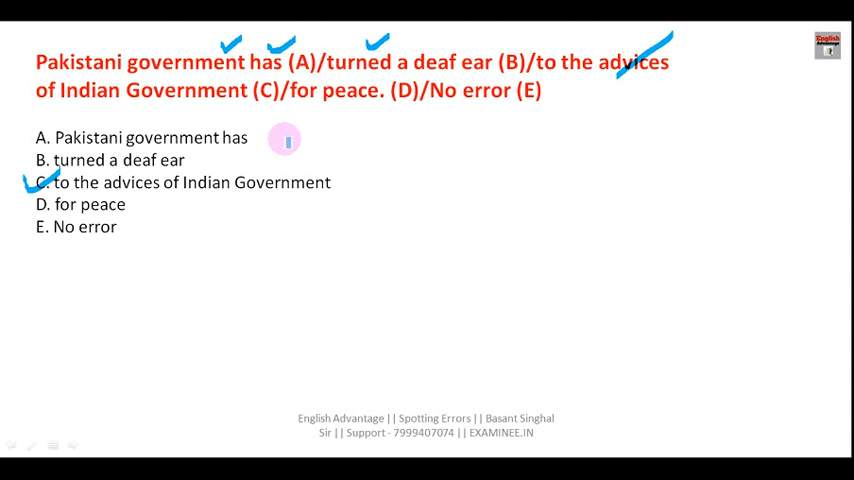 English
Advantage
Pakistani government has (A)/turned a deaf ear (B)/to the advices
of Indian Government (C)/for peace. (D)/No error (E)
A. Pakistani government has
B. turned a deaf ear
C. to the advices of Indian Government
D. for peace
E. No error
English Advantage || Spotting Errors || Basant Singhal
Sir || Support - 7999407074 || EXAMINEE.IN